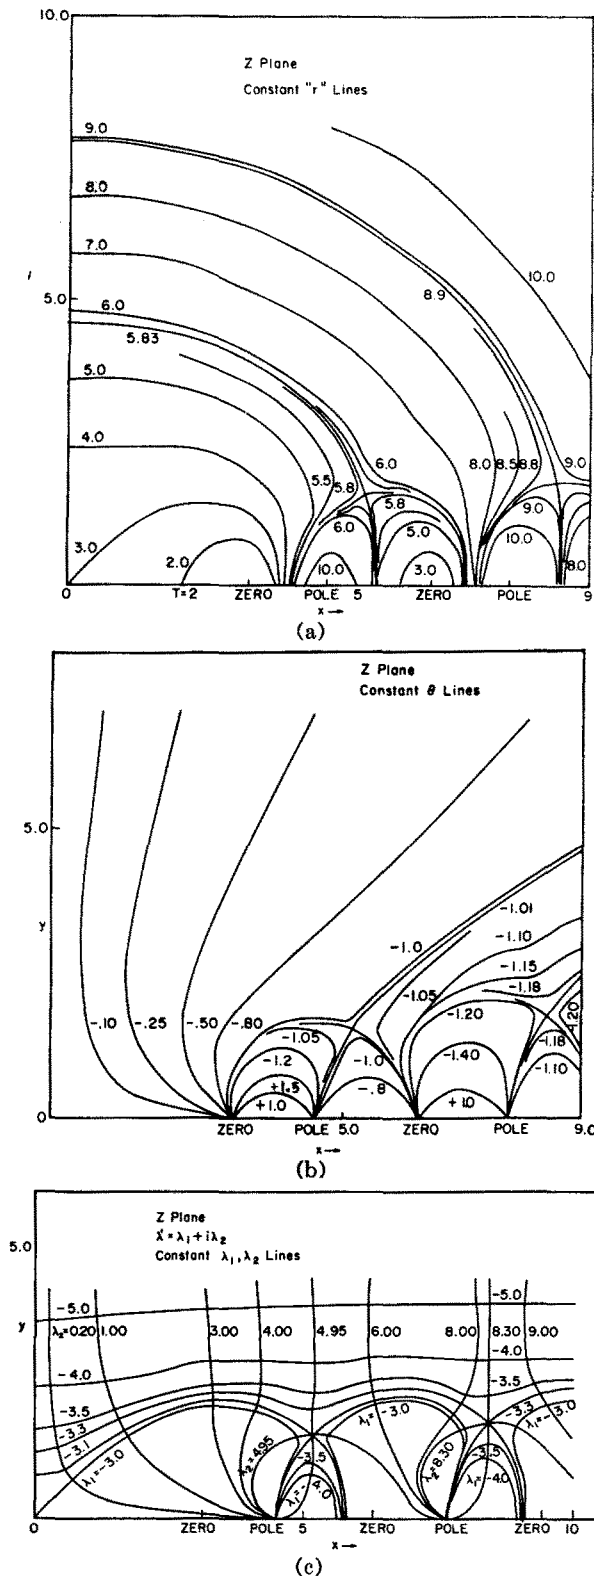 10.0
Z Plane
Constant "r" Lines
9.0
8.0
7.0
10.0
8.9
5.0
6.0
5.83
5.0
4.0
6.0
9.0
5.5
5.8
8.0
8.5
8.8
5.8
9.0
6.0
5.0
10.0
3.0
2.0
10.0
3.0
8.0
0
T=2
ZERO
POLE
5
ZERO
POLE
9
x →
(a)
Z Plane
Constant θ Lines
5.0
y
-1.01
-1.0
-1.10
-1.15
-1.05
-1.18
-1.20
-.10
-.25
-.50
-.80
-1.05
-1.0
-1.18
-1.2
-1.40
-1.10
+1.5
-.8
+1.0
+1.0
0
ZERO
POLE
5.0
ZERO
POLE
9.0
x →
(b)
Z Plane
λ' = λ₁ + iλ₂
Constant λ₁, λ₂ Lines
5.0
-5.0
-5.0
y
λ₂=0.20
1.00
3.00
4.00
4.95
6.00
8.00
8.30
9.00
-4.0
-4.0
-3.5
-3.5
-3.3
-3.3
-3.1
λ₁=-3.0
λ₁=-3.0
λ₁=-3.0
λ₂=4.95
λ₂=8.30
-3.5
-3.5
λ₁=-4.0
λ₁=-4.0
0
ZERO
POLE
5
ZERO
POLE
ZERO
10
x →
(c)